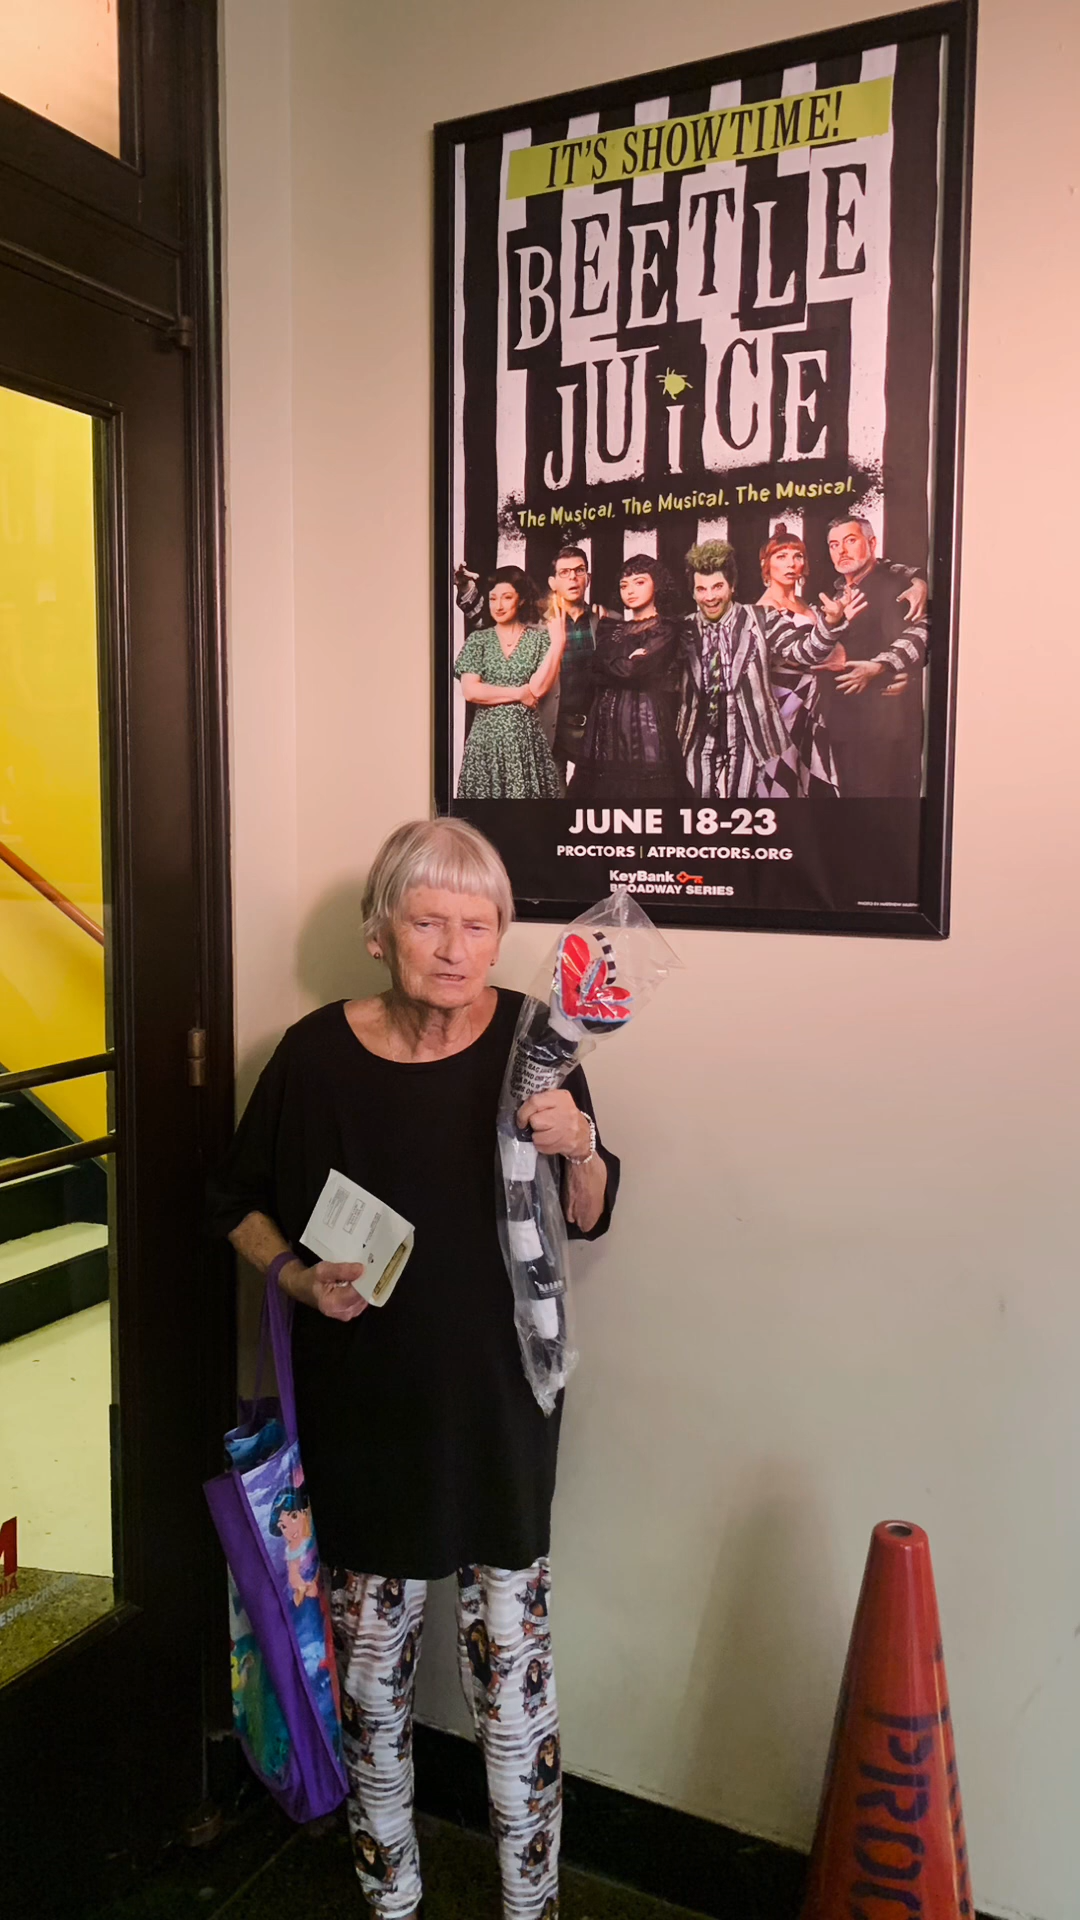 IT'S SHOWTIME!
BEETLE
JUiCE
The Musical. The Musical. The Musical.
JUNE 18-23
PROCTORS | ATPROCTORS.ORG
KeyBank
BROADWAY SERIES
PROC